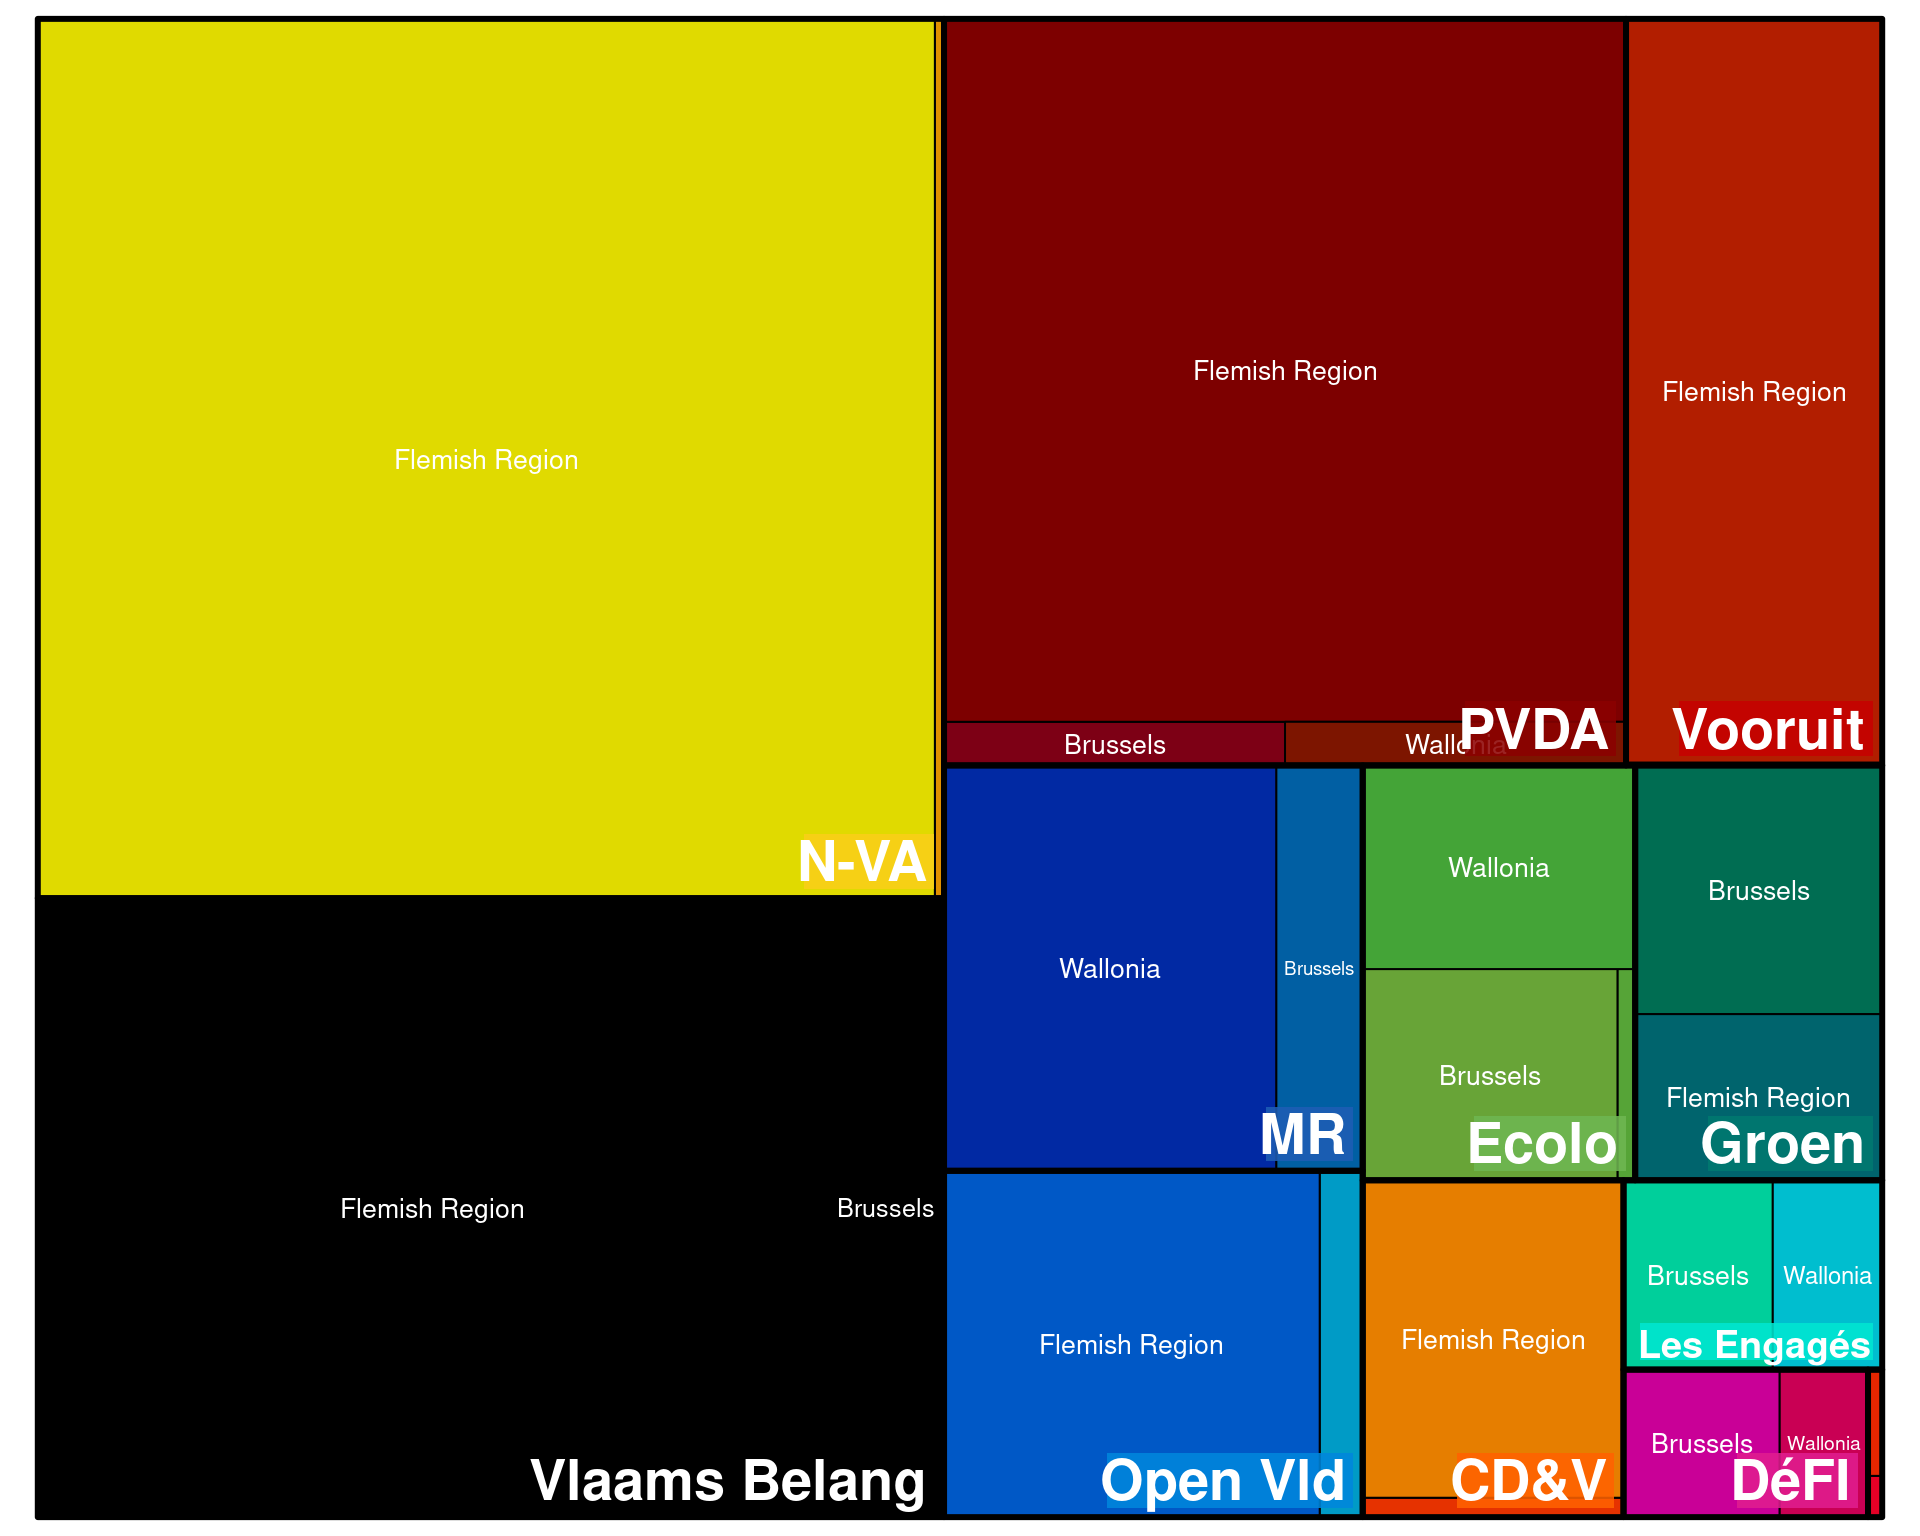 Flemish Region
N-VA
Flemish Region
Brussels
Vlaams Belang
Flemish Region
Brussels
Wallonia
PVDA
Flemish Region
Vooruit
Wallonia
Brussels
MR
Wallonia
Brussels
Ecolo
Brussels
Flemish Region
Groen
Flemish Region
Open Vld
Flemish Region
CD&V
Brussels
Wallonia
Les Engagés
Brussels
Wallonia
DéFI